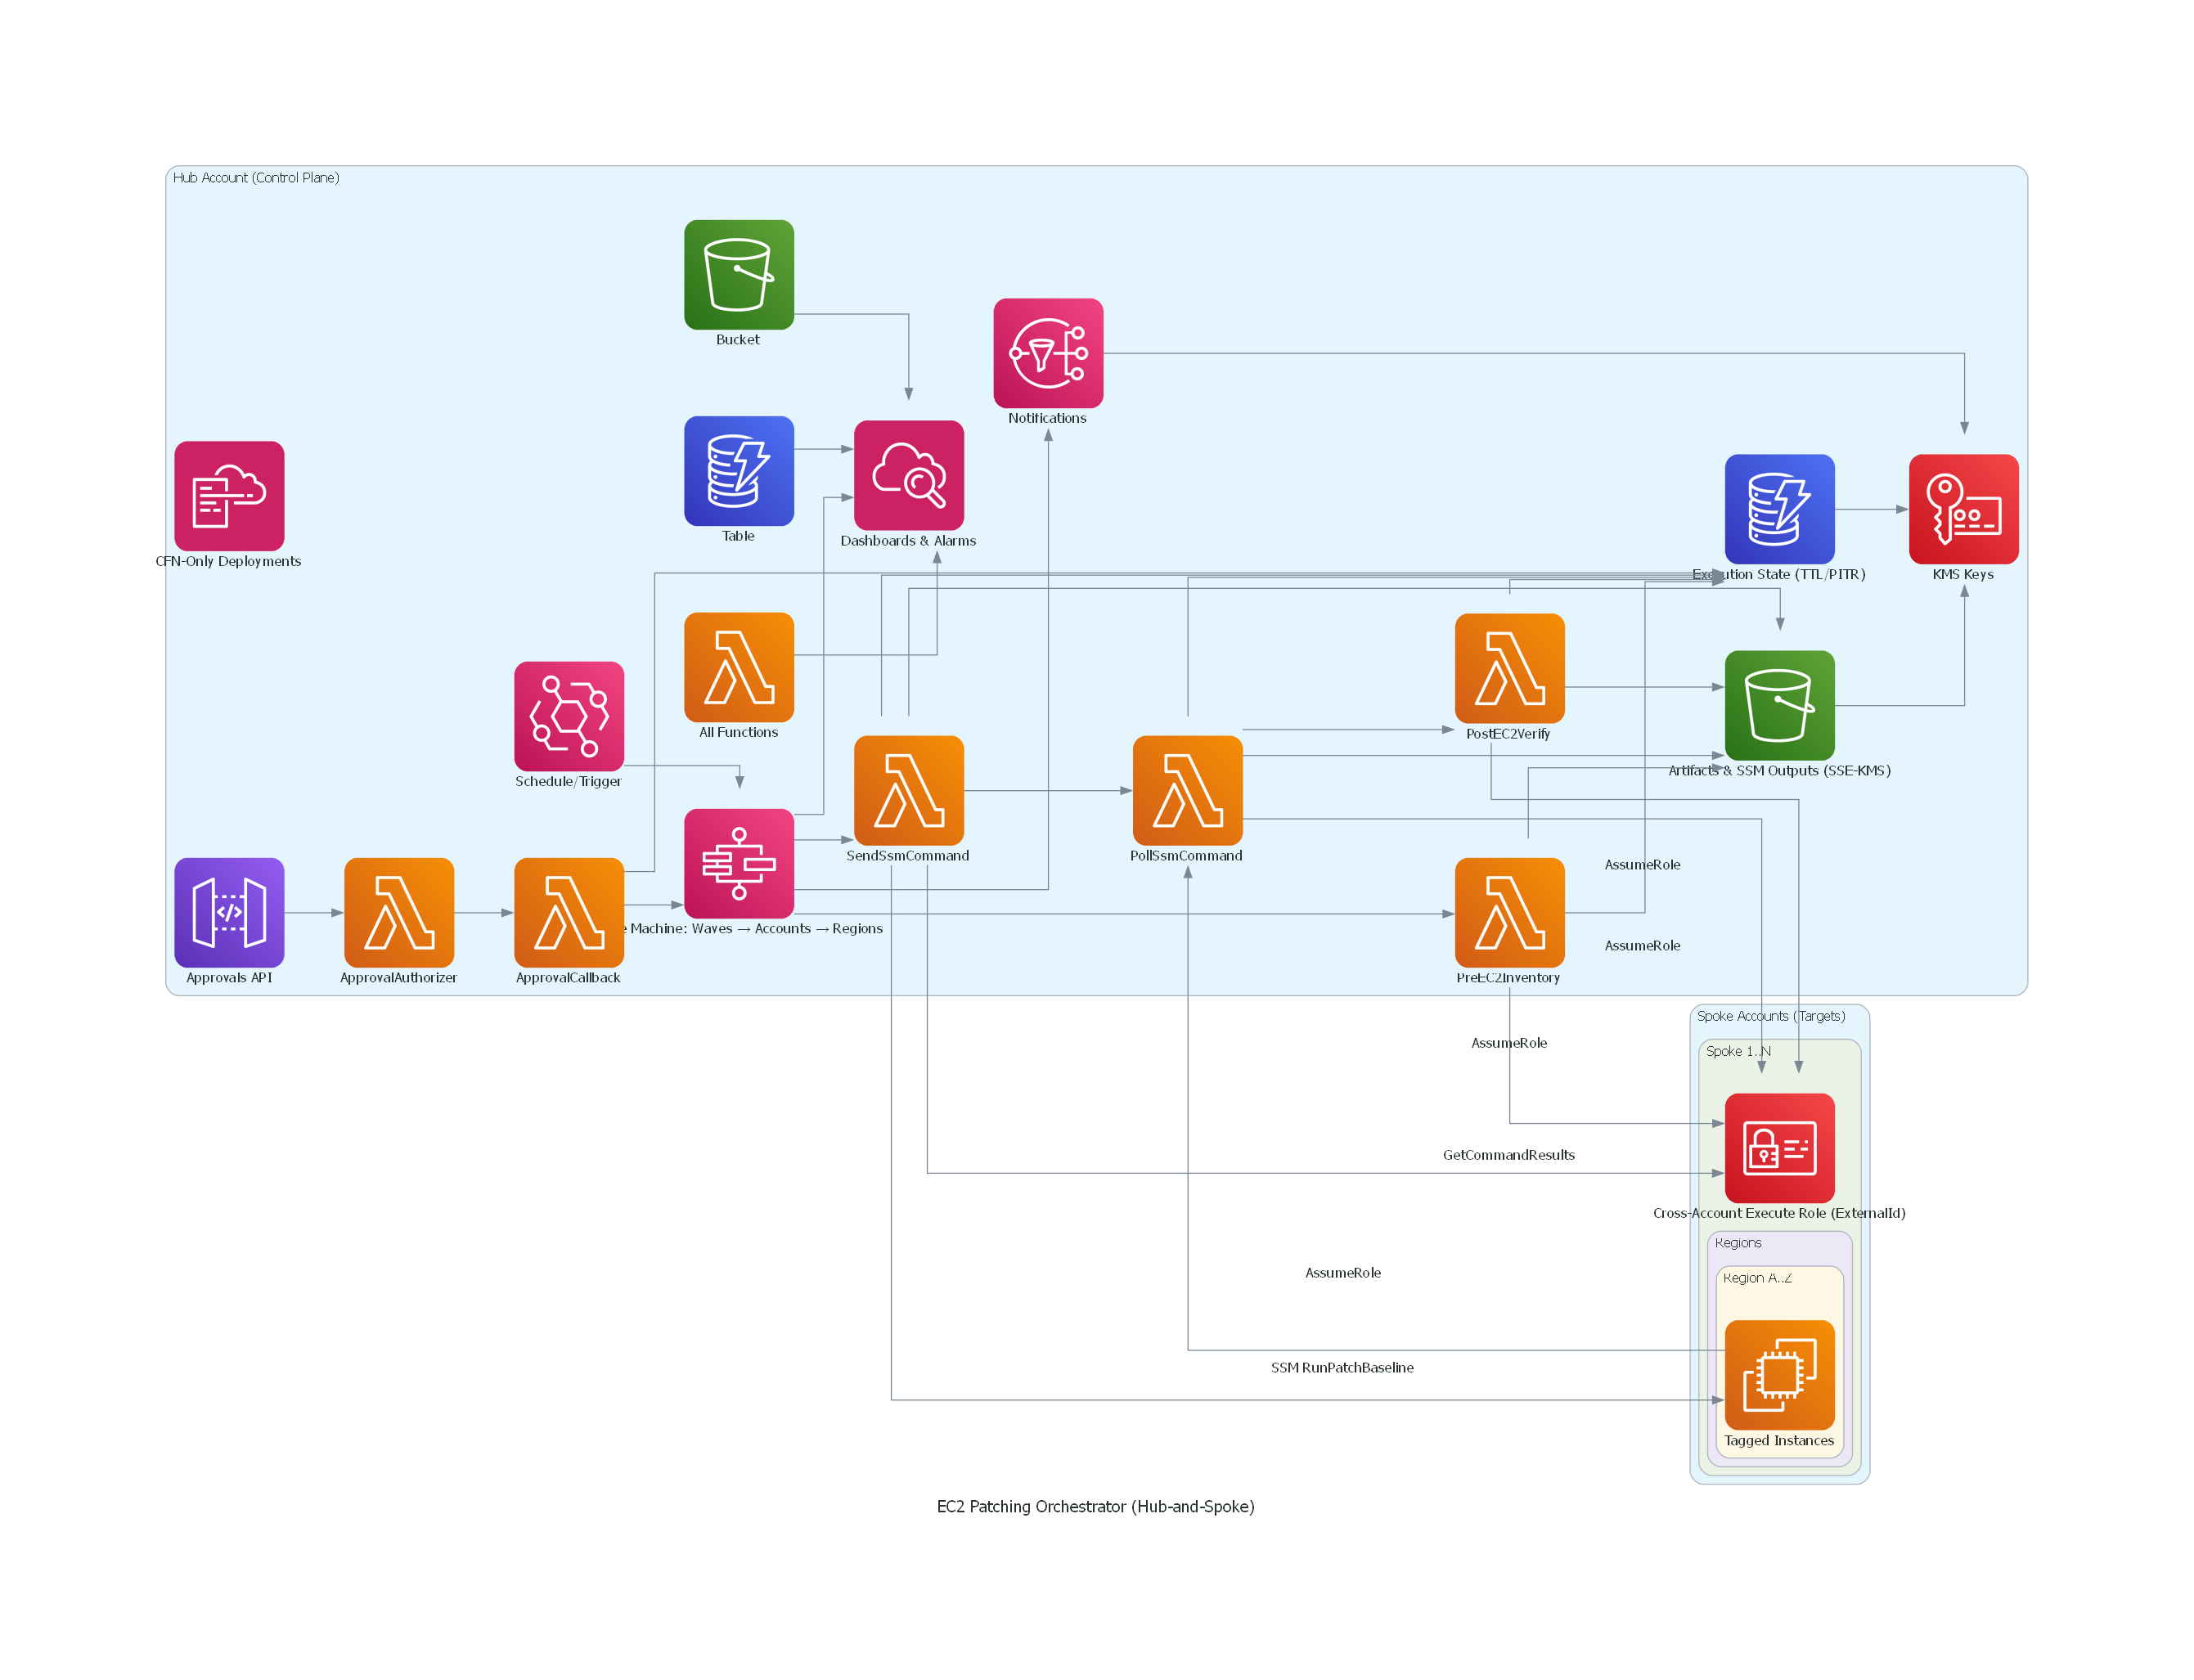 Hub Account (Control Plane)
Bucket
Notifications
Table
Dashboards & Alarms
CFN-Only Deployments
Execution State (TTL/PITR)
KMS Keys
All Functions
Schedule/Trigger
PostEC2Verify
Artifacts & SSM Outputs (SSE-KMS)
SendSsmCommand
PollSsmCommand
AssumeRole
Machine: Waves → Accounts → Regions
AssumeRole
Approvals API
ApprovalAuthorizer
ApprovalCallback
PreEC2Inventory
Spoke Accounts (Targets)
AssumeRole
Spoke 1..N
GetCommandResults
Cross-Account Execute Role (ExternalId)
Regions
AssumeRole
Region A..Z
SSM RunPatchBaseline
Tagged Instances
EC2 Patching Orchestrator (Hub-and-Spoke)